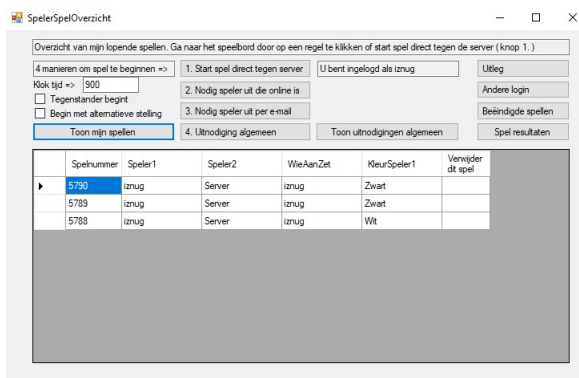 SpelerSpelOverzicht
Overzicht van mijn lopende spellen. Ga naar het speelbord door op een regel te klikken of start spel direct tegen de server ( knop 1. )
4 manieren om spel te beginnen => 1. Start spel direct tegen server U bent ingelogd als iznug Uitleg
Klok tijd => 900 2. Nodig speler uit die online is Andere login
Tegenstander begint
Begin met alternatieve stelling 3. Nodig speler uit per e-mail Beëindigde spellen
Toon mijn spellen 4. Uitnodiging algemeen Toon uitnodigingen algemeen Spel resultaten
Spelnummer Speler1 Speler2 WieAanZet KleurSpeler1 Verwijder
dit spel
5790 iznug Server iznug Zwart
5789 iznug Server iznug Zwart
5788 iznug Server iznug Wit